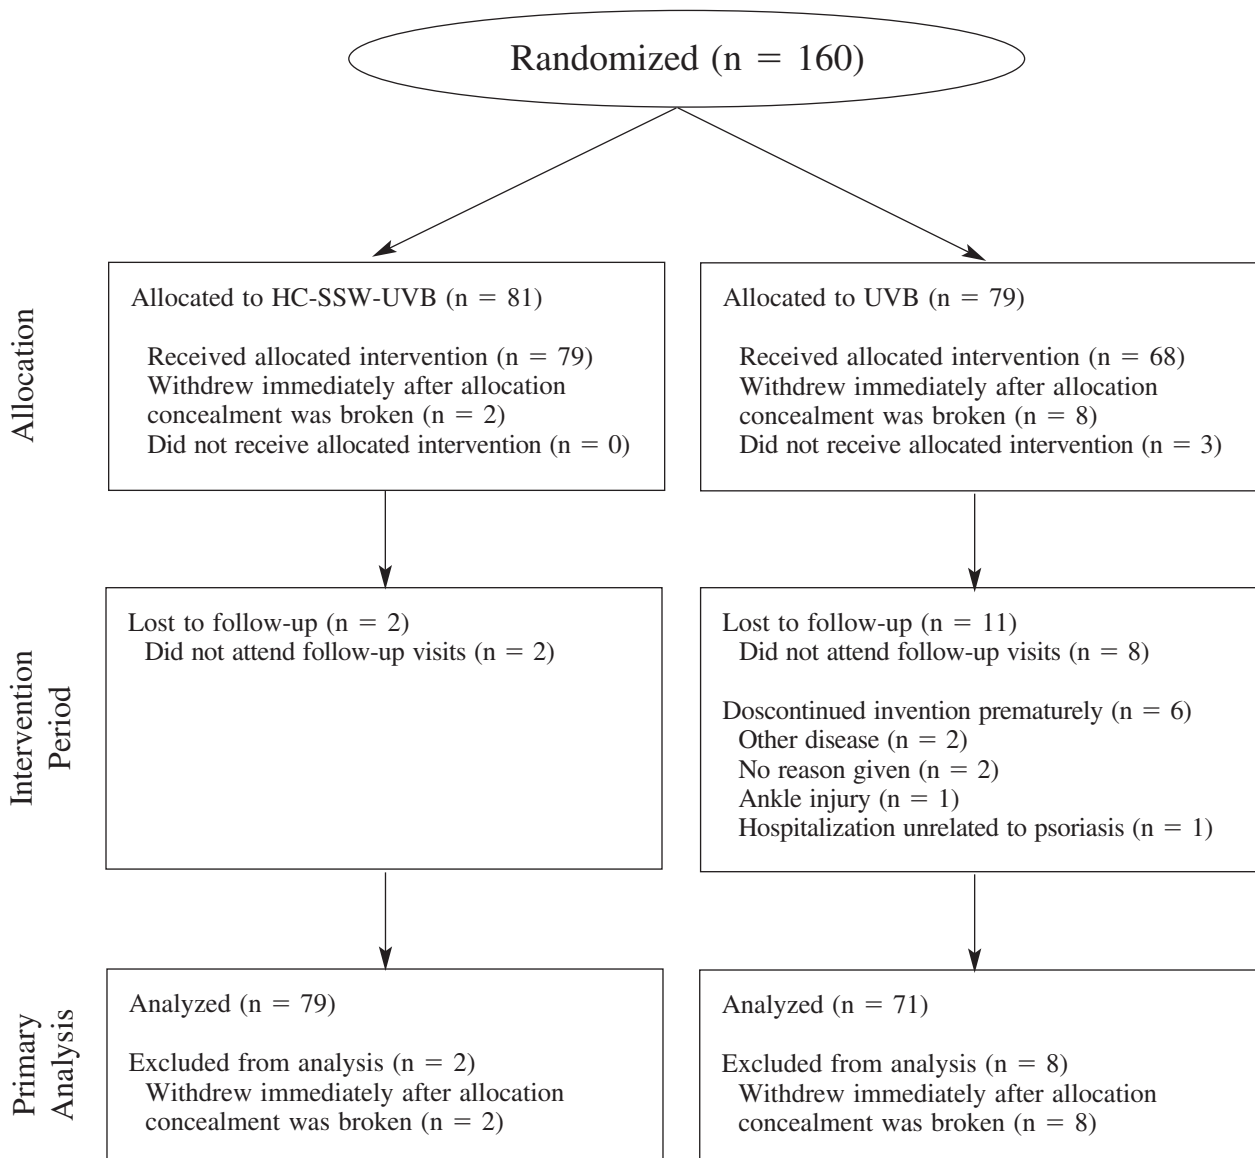 Randomized (n = 160)
Allocation
Allocated to HC-SSW-UVB (n = 81)
Received allocated intervention (n = 79)
Withdrew immediately after allocation
concealment was broken (n = 2)
Did not receive allocated intervention (n = 0)
Allocated to UVB (n = 79)
Received allocated intervention (n = 68)
Withdrew immediately after allocation
concealment was broken (n = 8)
Did not receive allocated intervention (n = 3)
Intervention
Period
Lost to follow-up (n = 2)
Did not attend follow-up visits (n = 2)
Lost to follow-up (n = 11)
Did not attend follow-up visits (n = 8)
Doscontinued invention prematurely (n = 6)
Other disease (n = 2)
No reason given (n = 2)
Ankle injury (n = 1)
Hospitalization unrelated to psoriasis (n = 1)
Primary
Analysis
Analyzed (n = 79)
Excluded from analysis (n = 2)
Withdrew immediately after allocation
concealment was broken (n = 2)
Analyzed (n = 71)
Excluded from analysis (n = 8)
Withdrew immediately after allocation
concealment was broken (n = 8)